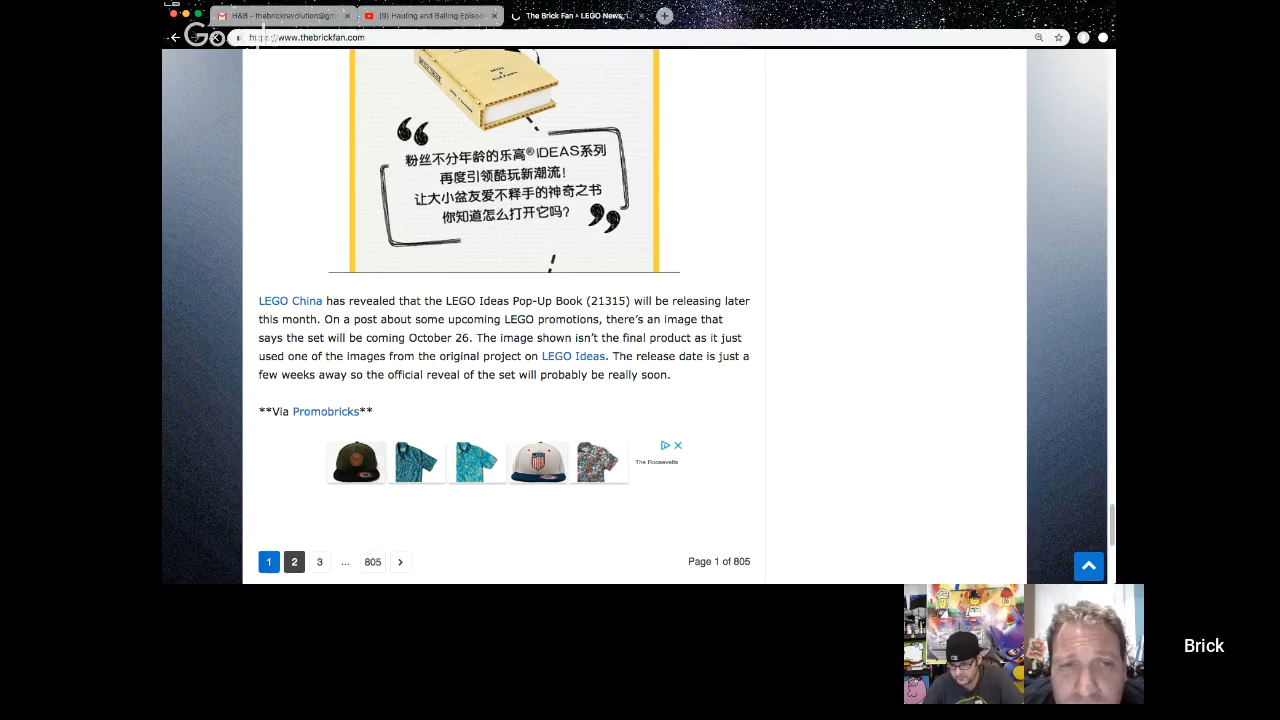 H&B - thebrickrevolution@gm
(9) Hauling and Balling Episod
The Brick Fan - LEGO News,
https://www.thebrickfan.com
Google
“
粉丝不分年龄的乐高®IDEAS系列
再度引领酷玩新潮流!
让大小盆友爱不释手的神奇之书
你知道怎么打开它吗?
”
LEGO China has revealed that the LEGO Ideas Pop-Up Book (21315) will be releasing later
this month. On a post about some upcoming LEGO promotions, there's an image that
says the set will be coming October 26. The image shown isn't the final product as it just
used one of the images from the original project on LEGO Ideas. The release date is just a
few weeks away so the official reveal of the set will probably be really soon.
**Via Promobricks**
The Roosevelts
1 2 3 ... 805
Page 1 of 805
Brick